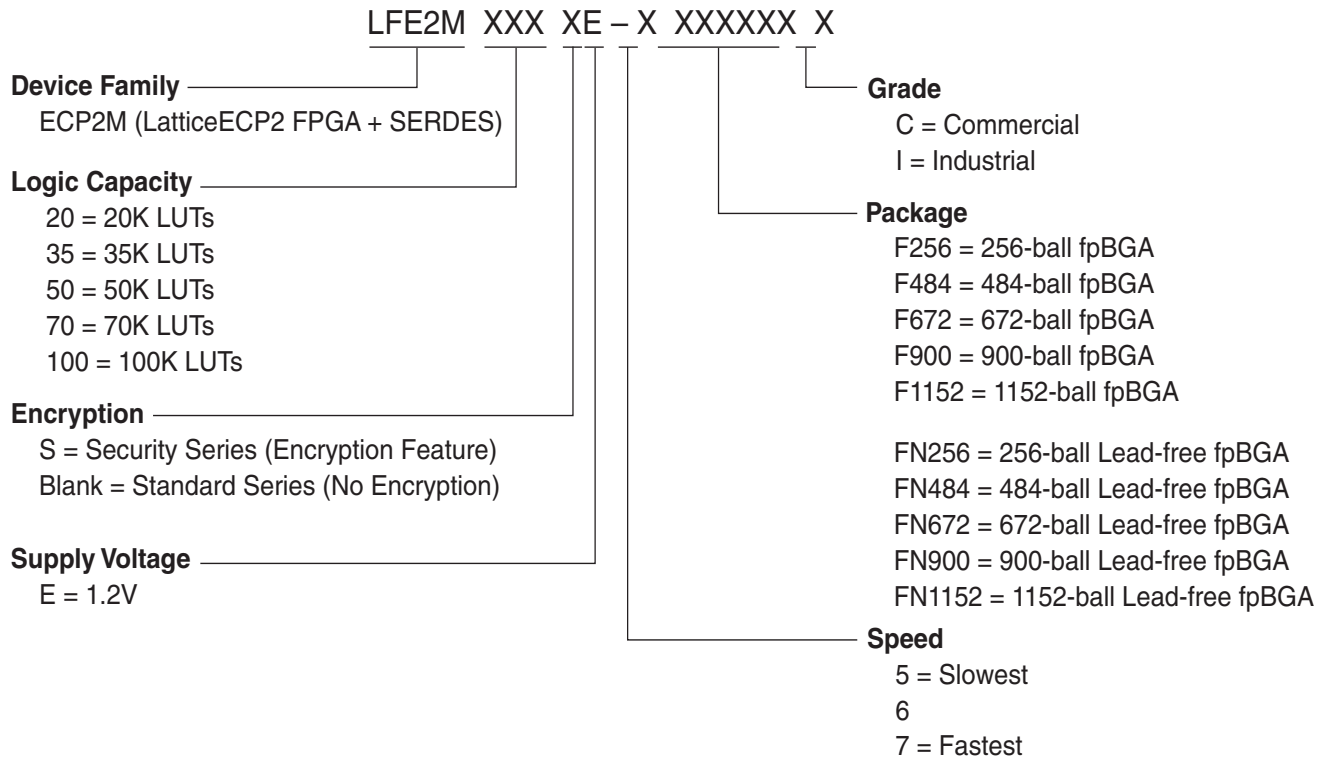 LFE2M XXX XE – X XXXXXX X
Device Family
ECP2M (LatticeECP2 FPGA + SERDES)
Logic Capacity
20 = 20K LUTs
35 = 35K LUTs
50 = 50K LUTs
70 = 70K LUTs
100 = 100K LUTs
Encryption
S = Security Series (Encryption Feature)
Blank = Standard Series (No Encryption)
Supply Voltage
E = 1.2V
Grade
C = Commercial
I = Industrial
Package
F256 = 256-ball fpBGA
F484 = 484-ball fpBGA
F672 = 672-ball fpBGA
F900 = 900-ball fpBGA
F1152 = 1152-ball fpBGA
FN256 = 256-ball Lead-free fpBGA
FN484 = 484-ball Lead-free fpBGA
FN672 = 672-ball Lead-free fpBGA
FN900 = 900-ball Lead-free fpBGA
FN1152 = 1152-ball Lead-free fpBGA
Speed
5 = Slowest
6
7 = Fastest